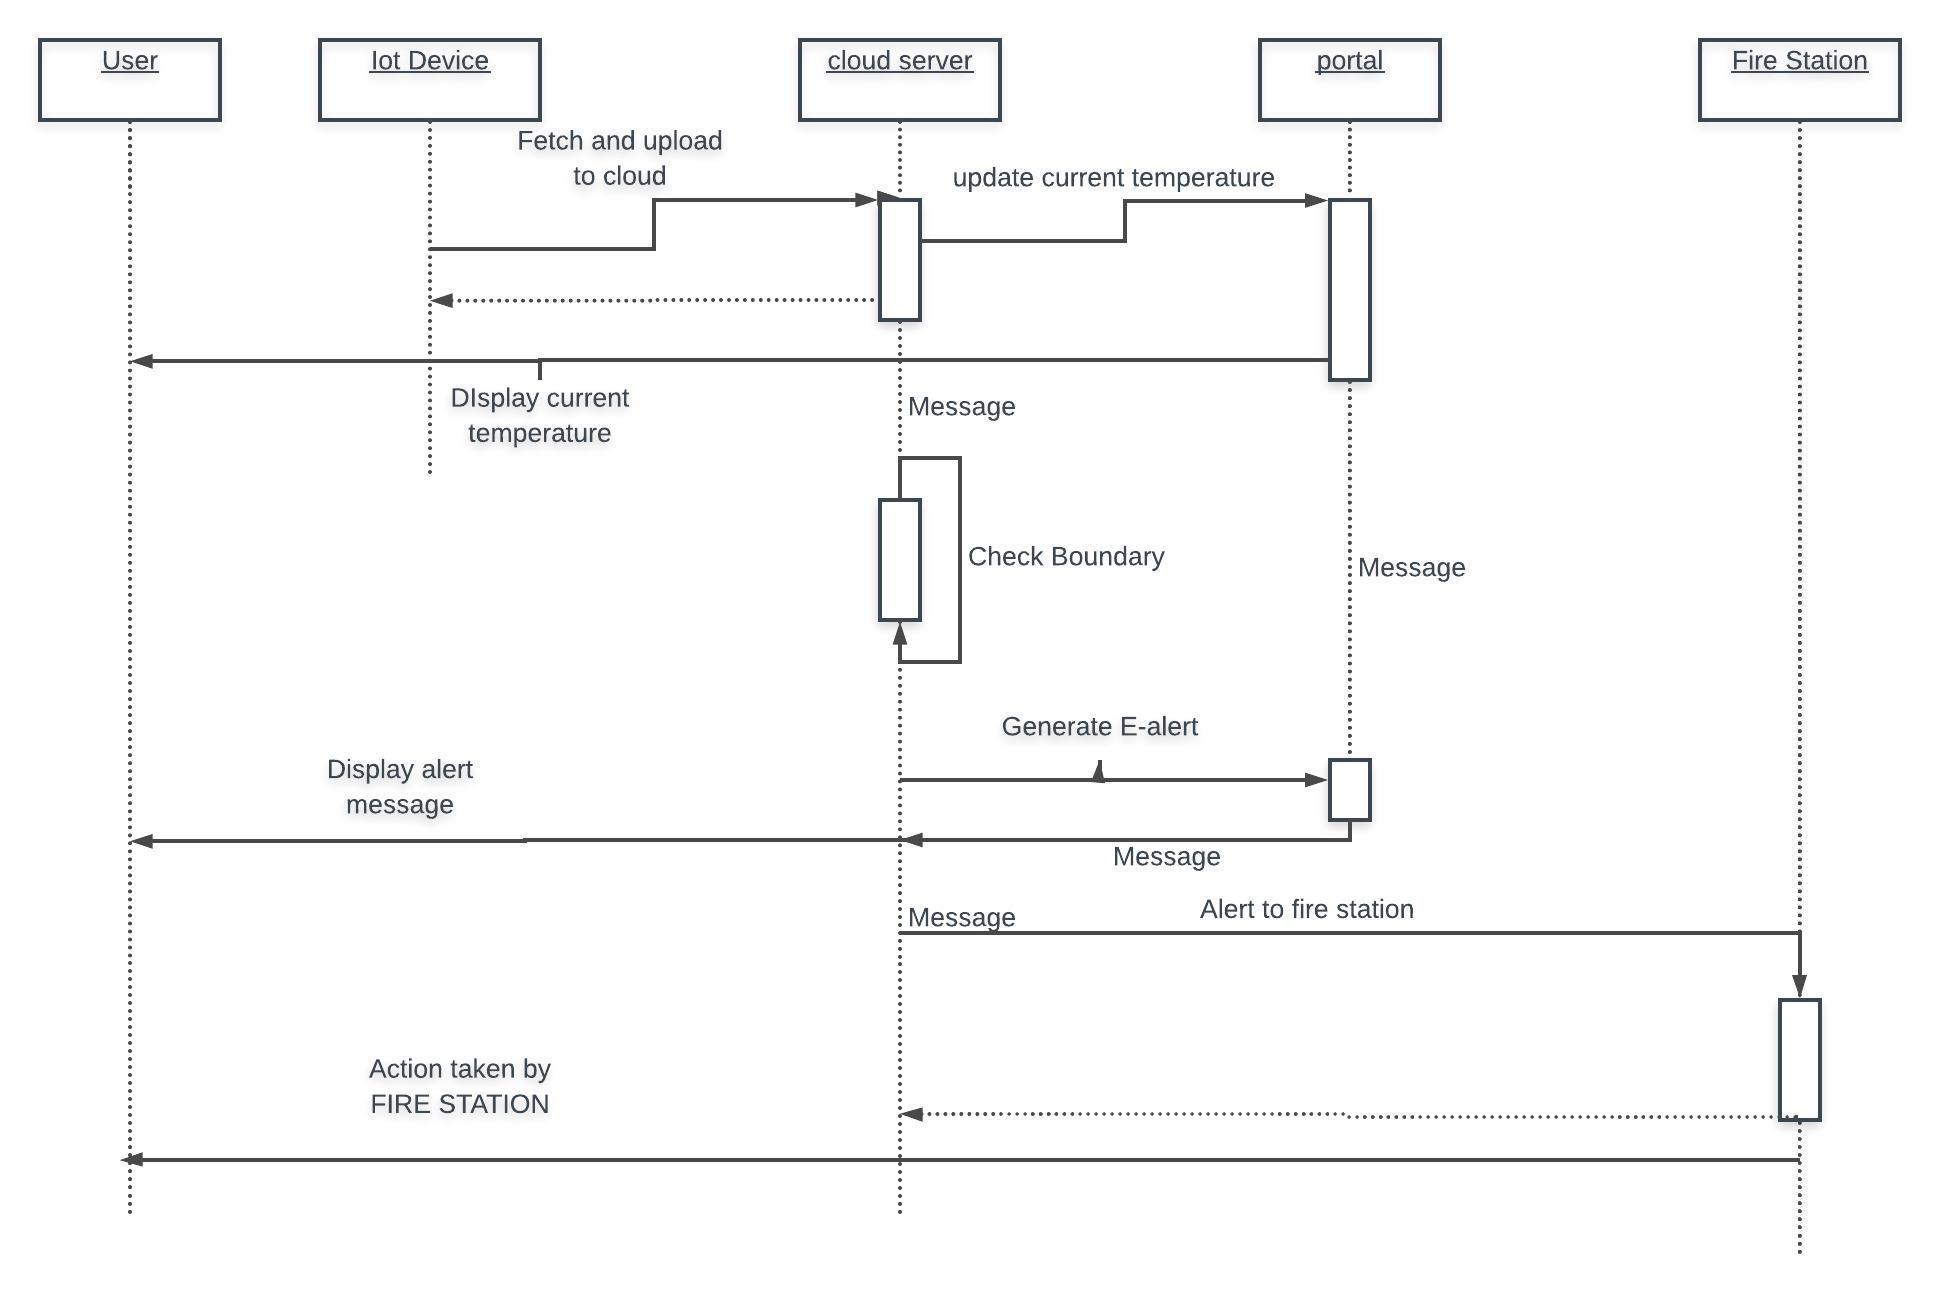 User
Iot Device
cloud server
portal
Fire Station
Fetch and upload
to cloud
update current temperature
DIsplay current
temperature
Message
Check Boundary
Message
Generate E-alert
Display alert
message
Message
Message
Alert to fire station
Action taken by
FIRE STATION